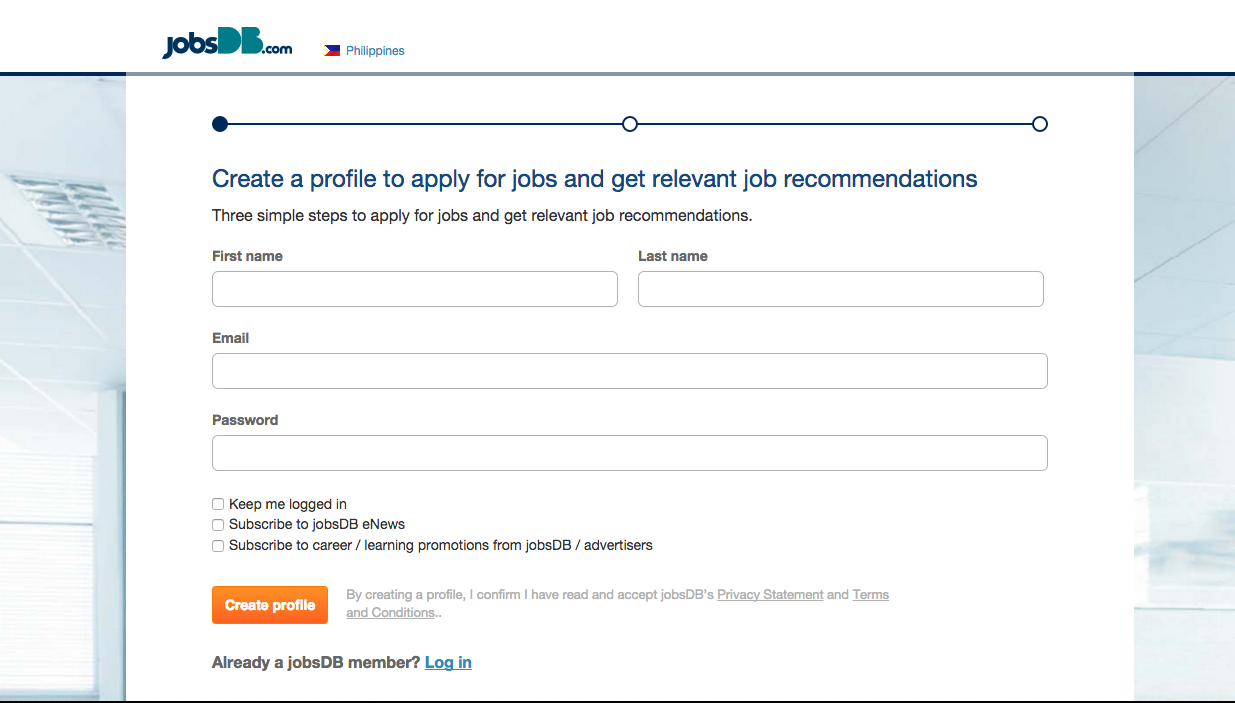 jobsDB.com
Philippines
Create a profile to apply for jobs and get relevant job recommendations
Three simple steps to apply for jobs and get relevant job recommendations.
First name
Last name
Email
Password
Keep me logged in
Subscribe to jobsDB eNews
Subscribe to career / learning promotions from jobsDB / advertisers
Create profile
By creating a profile, I confirm I have read and accept jobsDB's Privacy Statement and Terms
and Conditions..
Already a jobsDB member? Log in